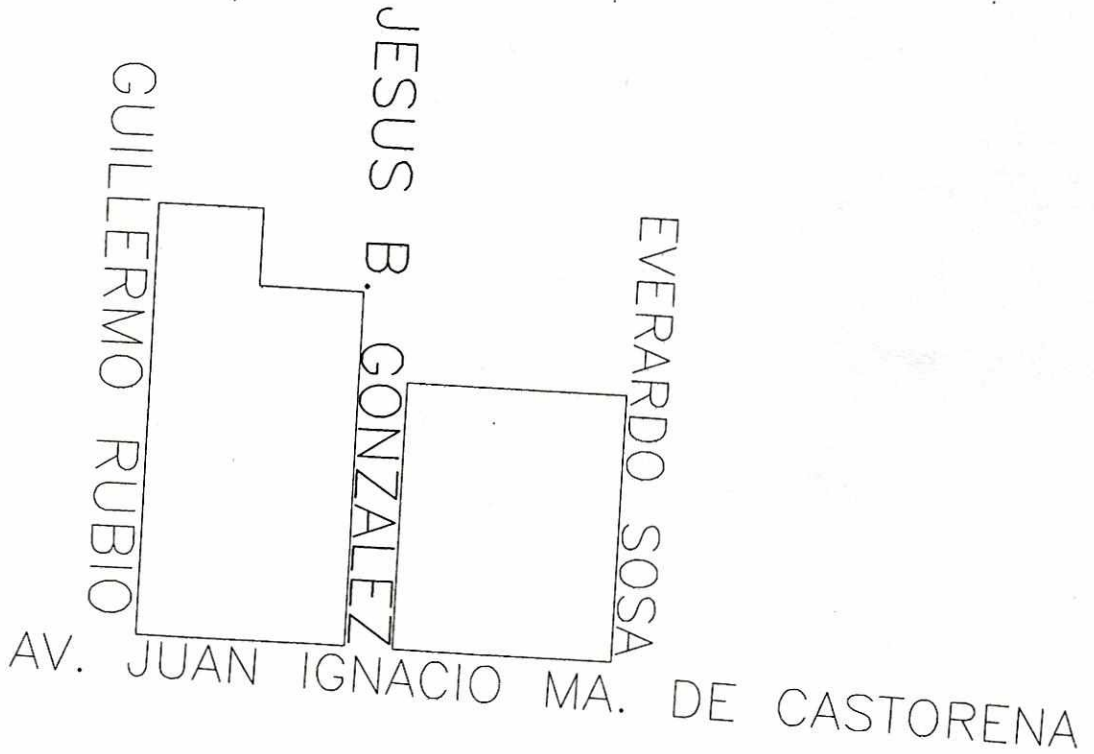 GUILLERMO RUBIO
JESUS B. GONZALEZ
EVERARDO SOSA
AV. JUAN IGNACIO MA. DE CASTORENA